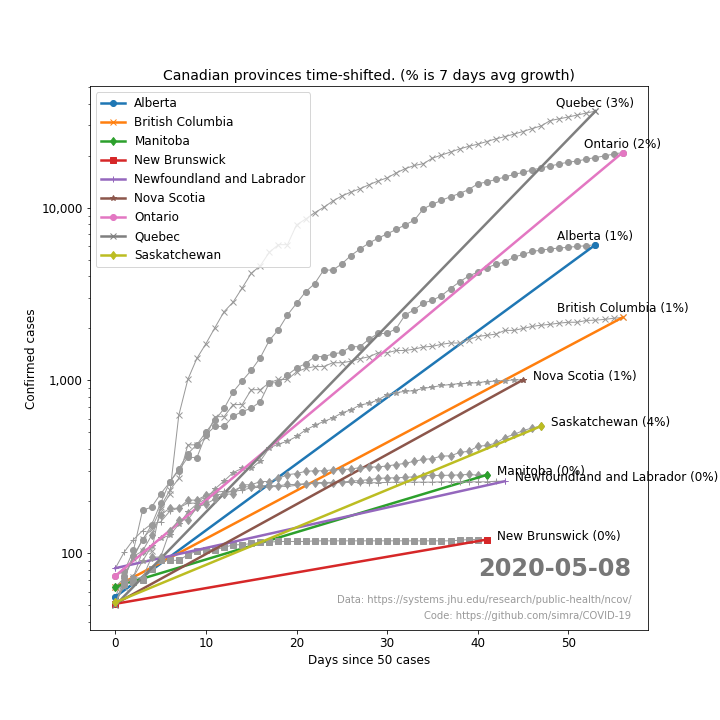 Canadian provinces time-shifted. (% is 7 days avg growth)
Alberta
British Columbia
Manitoba
New Brunswick
Newfoundland and Labrador
Nova Scotia
Ontario
Quebec
Saskatchewan
Quebec (3%)
Ontario (2%)
Alberta (1%)
British Columbia (1%)
Nova Scotia (1%)
Saskatchewan (4%)
Manitoba (0%)
Newfoundland and Labrador (0%)
New Brunswick (0%)
2020-05-08
Data: https://systems.jhu.edu/research/public-health/ncov/
Code: https://github.com/simra/COVID-19
Confirmed cases
10,000
1,000
100
0 10 20 30 40 50
Days since 50 cases